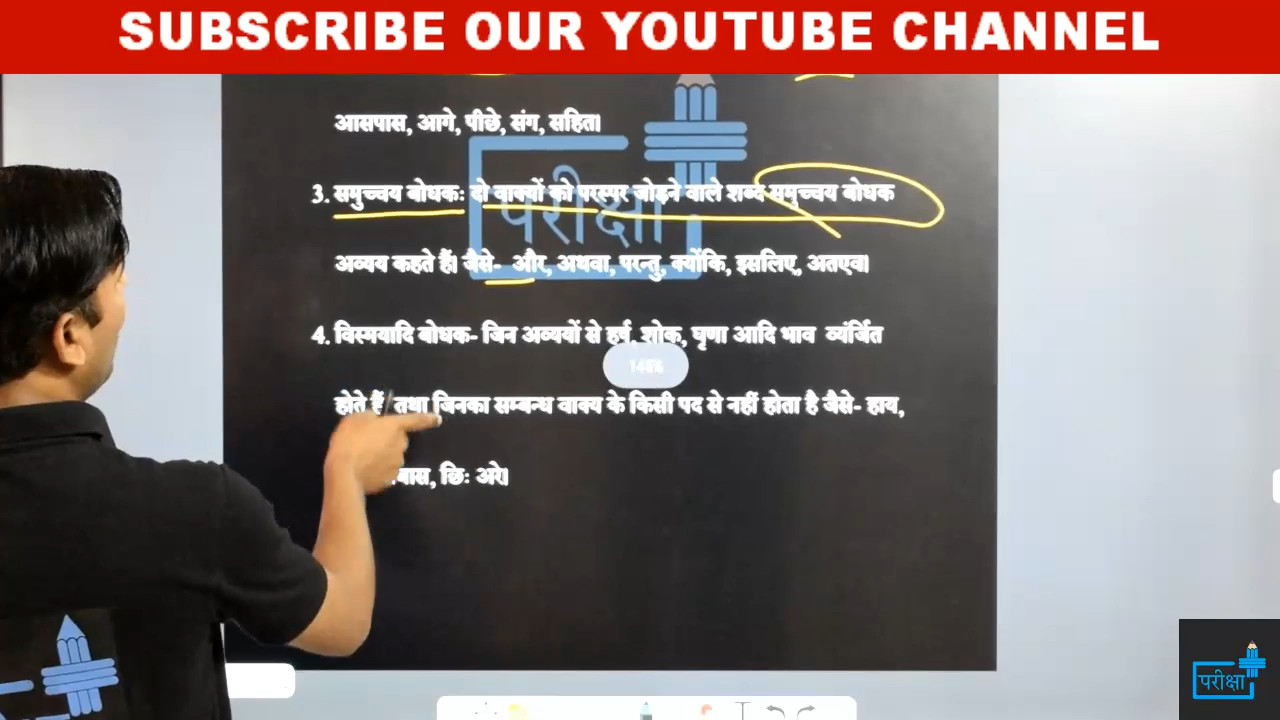 SUBSCRIBE OUR YOUTUBE CHANNEL
आसपास, आगे, पीछे, संग, सहित।
3. समुच्चय बोधक: दो वाक्यों को परस्पर जोड़ने वाले शब्द समुच्चय बोधक
अव्यय कहते हैं। जैसे- और, अथवा, परन्तु, क्योंकि, इसलिए, अतएव।
4. विस्मयादि बोधक- जिन अव्ययों से हर्ष, शोक, घृणा आदि भाव व्यंजित
होते हैं तथा जिनका सम्बन्ध वाक्य के किसी पद से नहीं होता है जैसे- हाय,
छिः अरे।
परीक्षा
परीक्षा